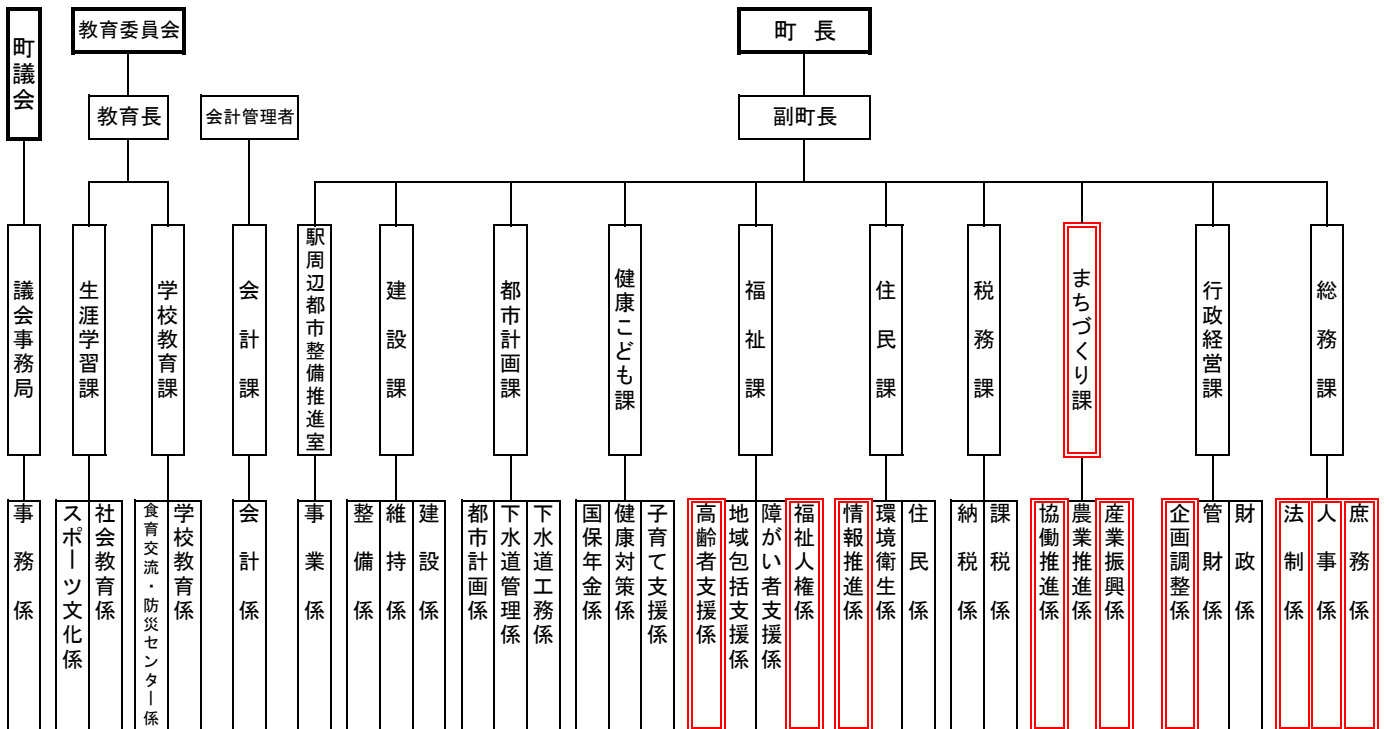 町議会
教育委員会
町 長
教育長
会計管理者
副町長
議会事務局
生涯学習課
学校教育課
会計課
駅周辺都市整備推進室
建設課
都市計画課
健康こども課
福祉課
住民課
税務課
まちづくり課
行政経営課
総務課
事務係
スポーツ文化係
社会教育係
食育交流・防災センター係
学校教育係
会計係
事業係
整備係
維持係
建設係
都市計画係
下水道管理係
下水道工務係
国保年金係
健康対策係
子育て支援係
高齢者支援係
地域包括支援係
障がい者支援係
福祉人権係
情報推進係
環境衛生係
住民係
納税係
課税係
協働推進係
農業推進係
産業振興係
企画調整係
管財係
財政係
法制係
人事係
庶務係